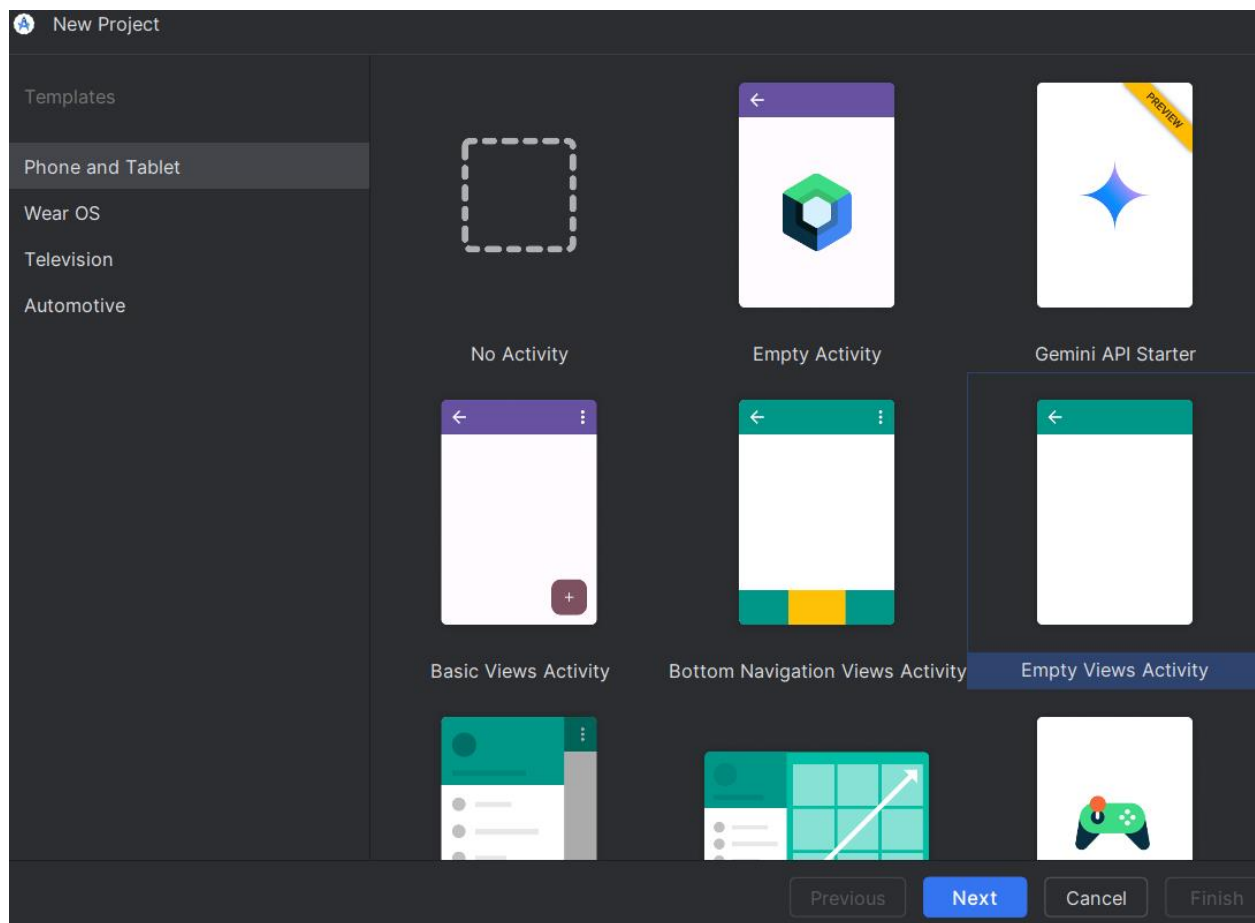 New Project
Templates
Phone and Tablet
Wear OS
Television
Automotive
PREVIEW
No Activity
Empty Activity
Gemini API Starter
+
Basic Views Activity
Bottom Navigation Views Activity
Empty Views Activity
Previous
Next
Cancel
Finish